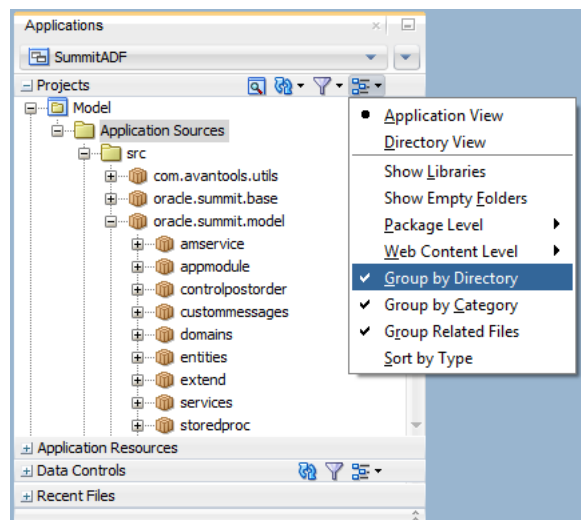 Applications
SummitADF
Projects
Model
Application Sources
src
com.avantools.utils
oracle.summit.base
oracle.summit.model
amservice
appmodule
controlpostorder
custommessages
domains
entities
extend
services
storedproc
Application Resources
Data Controls
Recent Files
Application View
Directory View
Show Libraries
Show Empty Folders
Package Level
Web Content Level
Group by Directory
Group by Category
Group Related Files
Sort by Type